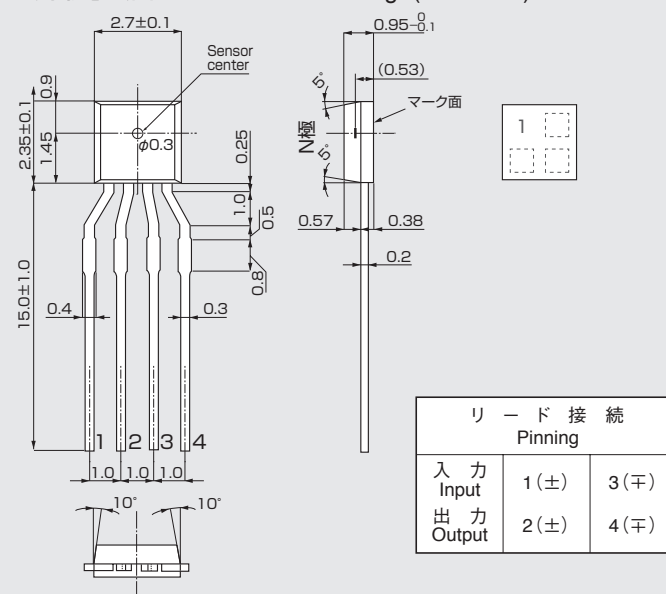 2.7±0.1
Sensor
center
φ0.3
0.9
2.35±0.1
1.45
0.25
1.0
0.5
0.8
15.0±1.0
0.4
0.3
1 2 3 4
1.0 1.0 1.0
10° 10°
0.95 0 -0.1
(0.53)
5°
マーク面
N極
5°
0.57 0.38
0.2
1
リード接続
Pinning
入力 1(±) 3(∓)
Input
出力 2(±) 4(∓)
Output